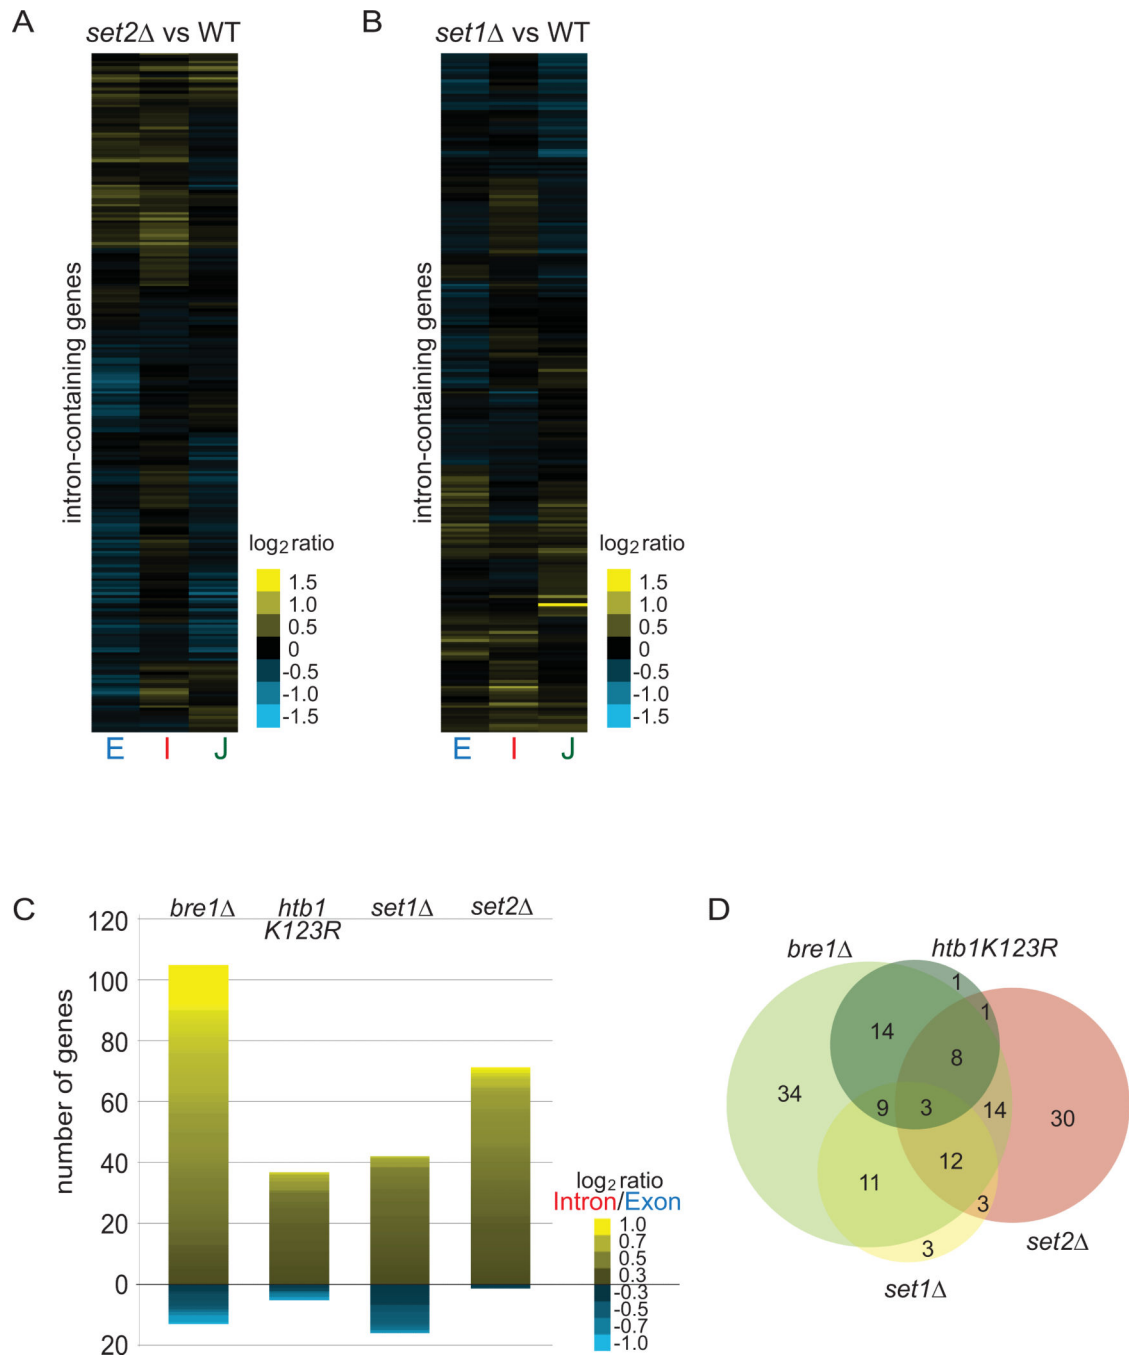 A
set2Δ vs WT
intron-containing genes
log2 ratio
1.5
1.0
0.5
0
-0.5
-1.0
-1.5
E I J
B
set1Δ vs WT
intron-containing genes
log2 ratio
1.5
1.0
0.5
0
-0.5
-1.0
-1.5
E I J
C
bre1Δ htb1 K123R set1Δ set2Δ
number of genes
120
100
80
60
40
20
0
20
log2 ratio
Intron/Exon
1.0
0.7
0.5
0.3
-0.3
-0.5
-0.7
-1.0
D
bre1Δ htb1K123R
1
1
14
8
34
9 3 14 30
12
11
3
3
set2Δ
set1Δ